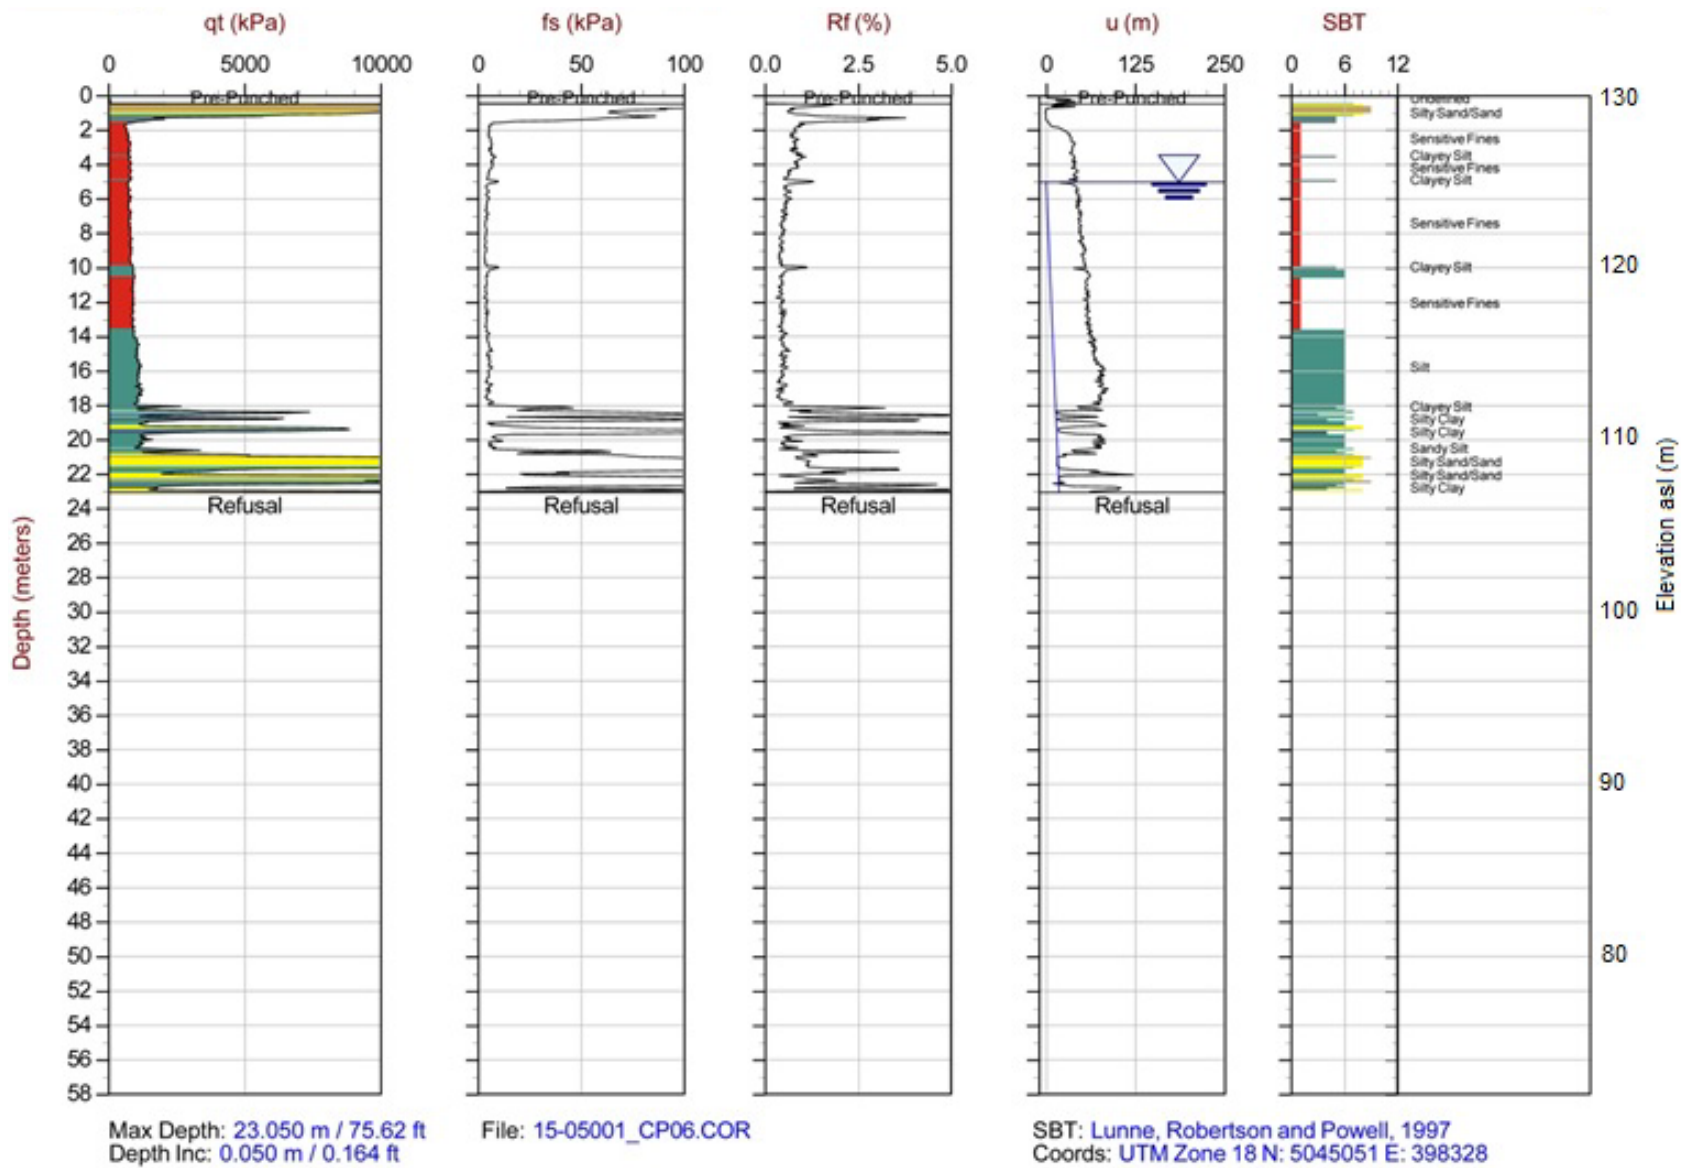 qt (kPa) fs (kPa) Rf (%) u (m) SBT
0 5000 10000 0 50 100 0.0 2.5 5.0 0 125 250 0 6 12
0 Pre-Punched Pre-Punched Pre-Punched Undefined 130
Silty Sand/Sand
2
Sensitive Fines
4 Clayey Silt
Sensitive Fines
Clayey Silt
6
Sensitive Fines
8
10 Clayey Silt 120
12 Sensitive Fines
14
16 Silt
18 Clayey Silt
Silty Clay
Silty Clay
20 110
Sandy Silt
Silty Sand/Sand
22 Silty Sand/Sand
Silty Clay
24 Refusal Refusal Refusal Refusal
26
28
30 100
32
34
36
38
40 90
42
44
46
48
50 80
52
54
56
58
Depth (meters)
Elevation asl (m)
Max Depth: 23.050 m / 75.62 ft File: 15-05001_CP06.COR SBT: Lunne, Robertson and Powell, 1997
Depth Inc: 0.050 m / 0.164 ft Coords: UTM Zone 18 N: 5045051 E: 398328